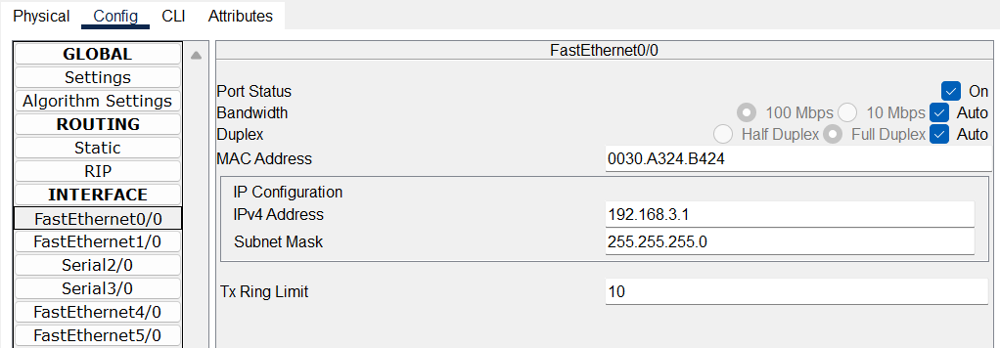 Physical Config CLI Attributes
GLOBAL
Settings
Algorithm Settings
ROUTING
Static
RIP
INTERFACE
FastEthernet0/0
FastEthernet1/0
Serial2/0
Serial3/0
FastEthernet4/0
FastEthernet5/0
FastEthernet0/0
Port Status On
Bandwidth 100 Mbps 10 Mbps Auto
Duplex Half Duplex Full Duplex Auto
MAC Address 0030.A324.B424
IP Configuration
IPv4 Address 192.168.3.1
Subnet Mask 255.255.255.0
Tx Ring Limit 10